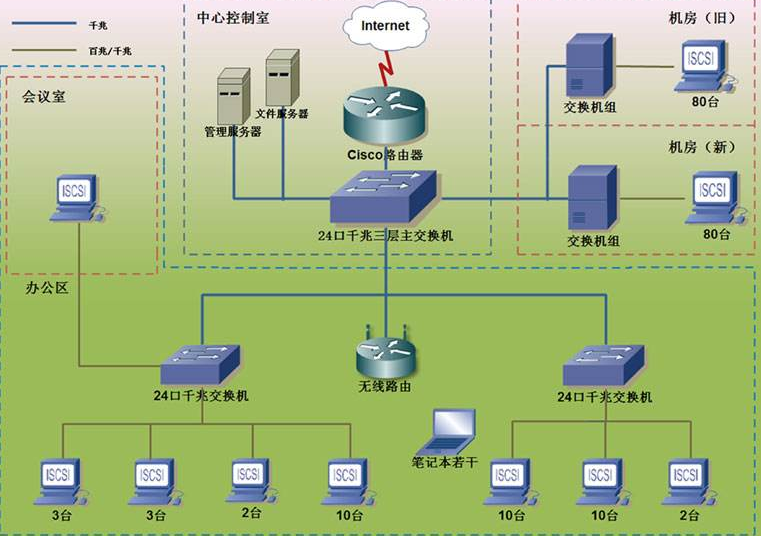 千兆
百兆/千兆
中心控制室
Internet
机房（旧）
ISCSI
交换机组
80台
管理服务器
文件服务器
Cisco路由器
机房（新）
ISCSI
交换机组
80台
24口千兆三层主交换机
会议室
ISCSI
办公区
24口千兆交换机
无线路由
24口千兆交换机
笔记本若干
ISCSI
ISCSI
ISCSI
ISCSI
ISCSI
ISCSI
ISCSI
3台
3台
2台
10台
10台
10台
2台